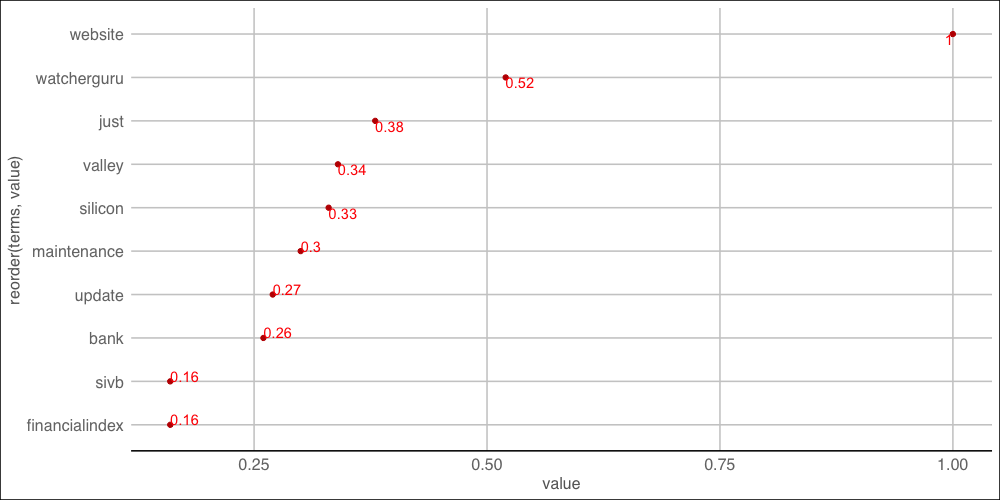 website
1
watcherguru
0.52
just
0.38
valley
0.34
silicon
0.33
maintenance
0.3
update
0.27
bank
0.26
sivb
0.16
financialindex
0.16
reorder(terms, value)
0.25 0.50 0.75 1.00
value